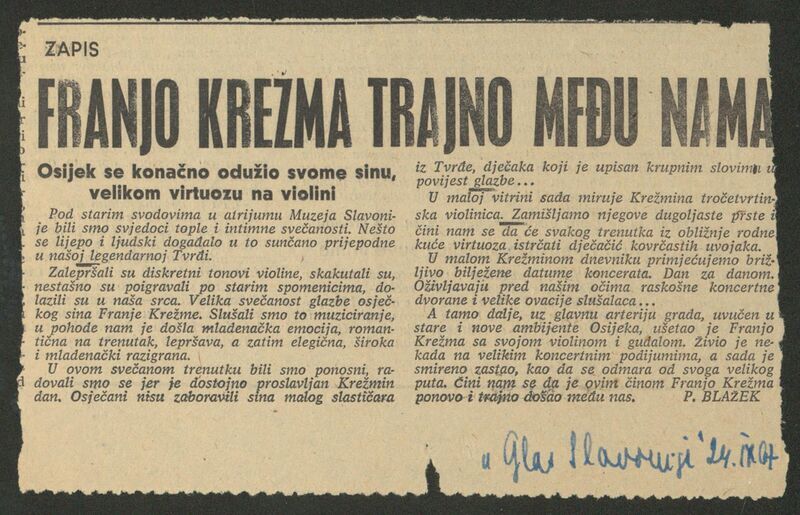 ZAPIS
FRANJO KREZMA TRAJNO MFĐU NAMA
Osijek se konačno odužio svome sinu,
velikom virtuozu na violini
Pod starim svodovima u atrijumu Muzeja Slavoni-
je bili smo svjedoci tople i intimne svečanosti. Nešto
se lijepo i ljudski događalo u to sunčano prijepodne
u našoj legendarnoj Tvrđi.
Zalepršali su diskretni tonovi violine, skakutali su,
nestašno su poigravali po starim spomenicima, do-
lazili su u naša srca. Velika svečanost glazbe osječ-
kog sina Franje Krežme. Slušali smo to muziciranje,
u pohode nam je došla mladenačka emocija, roman-
tična na trenutak, lepršava, a zatim elegična, široka
i mladenački razigrana.
U ovom svečanom trenutku bili smo ponosni, ra-
dovali smo se jer je dostojno proslavljan Krežmin
dan. Osječani nisu zaboravili sina malog slastičara
iz Tvrđe, dječaka koji je upisan krupnim slovima u
povijest glazbe...
U maloj vitrini sada miruje Krežmina tročetvrtin-
ska violinica. Zamišljamo njegove dugoljaste prste i
čini nam se da će svakog trenutka iz obližnje rodne
kuće virtuoza istrčati dječačić kovrčastih uvojaka.
U malom Krežminom dnevniku primjećujemo briž-
ljivo bilježene datume koncerata. Dan za danom.
Oživljavaju pred našim očima raskošne koncertne
dvorane i velike ovacije slušalaca...
A tamo dalje, uz glavnu arteriju grada, uvučen u
stare i nove ambijente Osijeka, ušetao je Franjo
Krežma sa svojom violinom i gudalom. Živio je ne-
kada na velikim koncertnim podijumima, a sada je
smireno zastao, kao da se odmara od svoga velikog
puta. Čini nam se da je ovim činom Franjo Krežma
ponovo i trajno došao među nas. P. BLAŽEK
u Glas Slavonije 24. IX 67